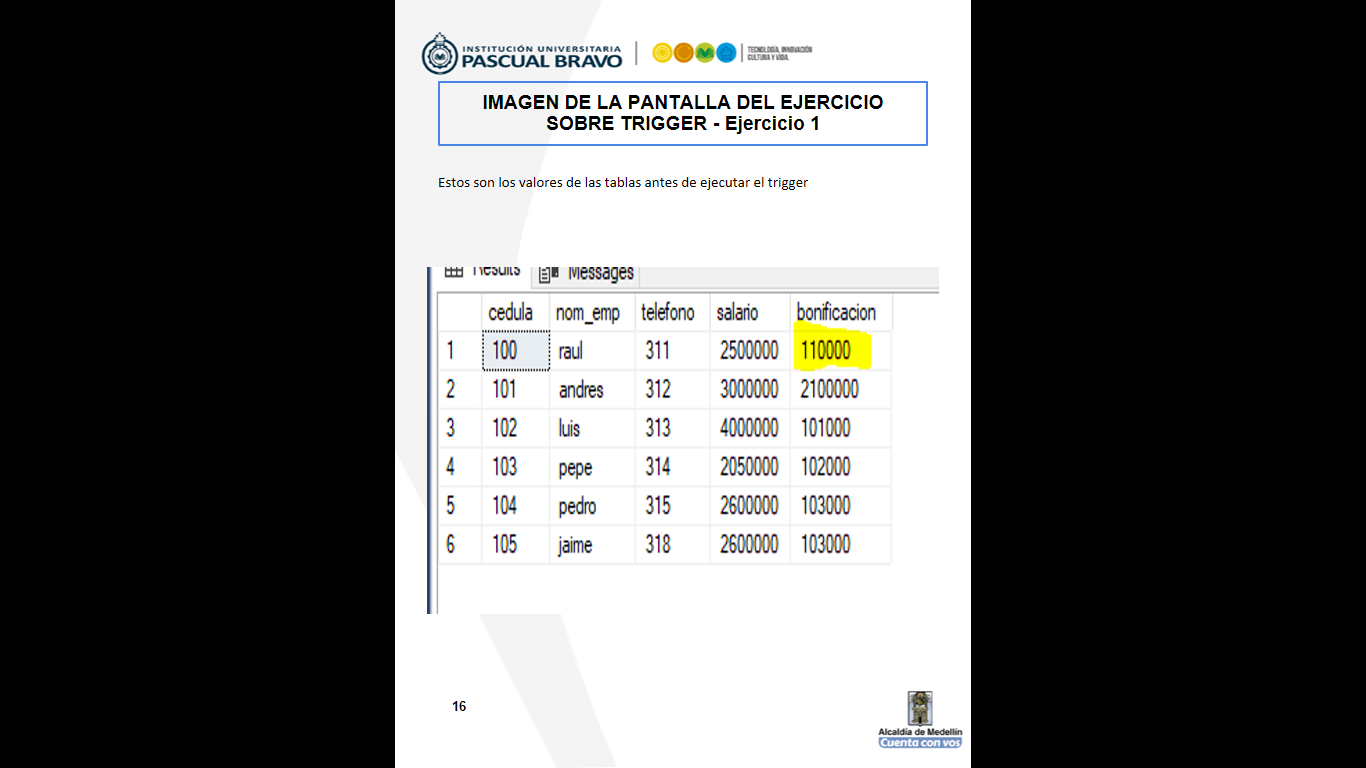 INSTITUCIÓN UNIVERSITARIA
PASCUAL BRAVO
TECNOLOGÍA, INNOVACIÓN
CULTURA Y VIDA.
IMAGEN DE LA PANTALLA DEL EJERCICIO
SOBRE TRIGGER - Ejercicio 1
Estos son los valores de las tablas antes de ejecutar el trigger
Results Messages
cedula nom_emp telefono salario bonificacion
1 100 raul 311 2500000 110000
2 101 andres 312 3000000 2100000
3 102 luis 313 4000000 101000
4 103 pepe 314 2050000 102000
5 104 pedro 315 2600000 103000
6 105 jaime 318 2600000 103000
16
Alcaldía de Medellín
Cuenta con vos